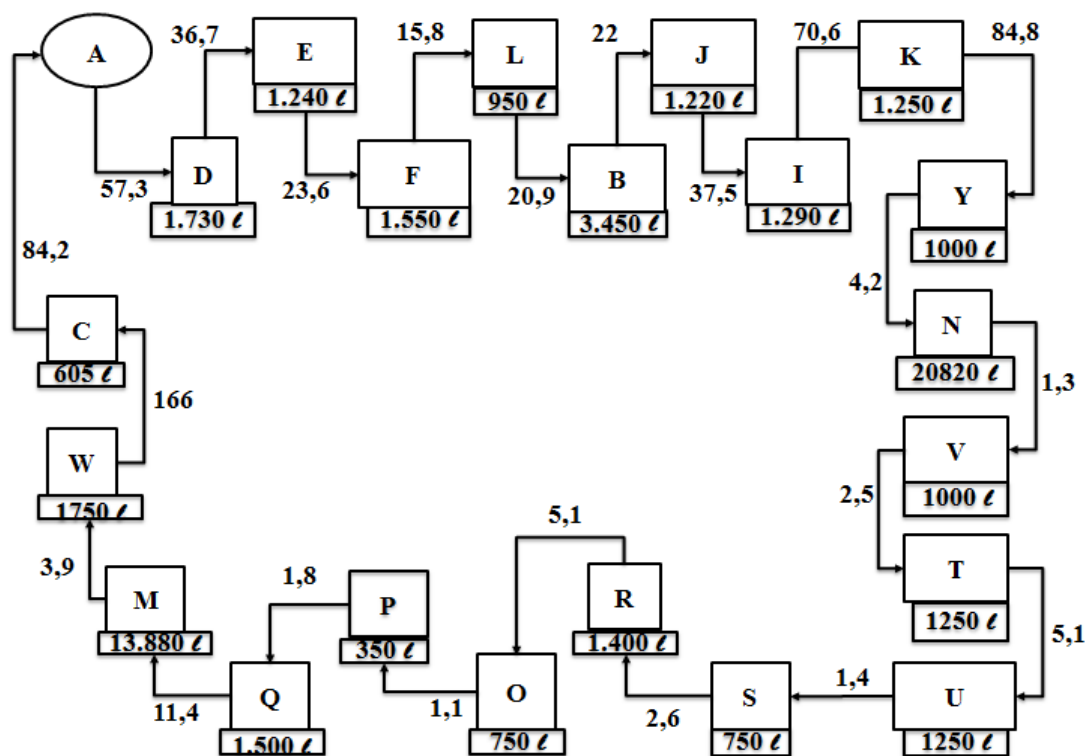 A
57,3
D
1.730 ℓ
36,7
E
1.240 ℓ
23,6
F
1.550 ℓ
15,8
L
950 ℓ
20,9
B
3.450 ℓ
22
J
1.220 ℓ
37,5
I
1.290 ℓ
70,6
K
1.250 ℓ
84,8
Y
1000 ℓ
4,2
N
20820 ℓ
1,3
V
1000 ℓ
2,5
T
1250 ℓ
5,1
U
1250 ℓ
1,4
S
750 ℓ
2,6
R
1.400 ℓ
5,1
O
750 ℓ
1,1
P
350 ℓ
1,8
Q
1.500 ℓ
11,4
M
13.880 ℓ
3,9
W
1750 ℓ
166
C
605 ℓ
84,2